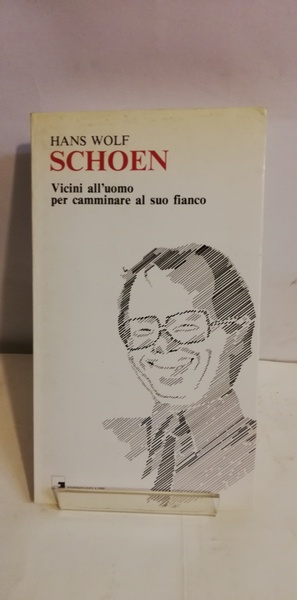 HANS WOLF
SCHOEN
Vicini all'uomo
per camminare al suo fianco